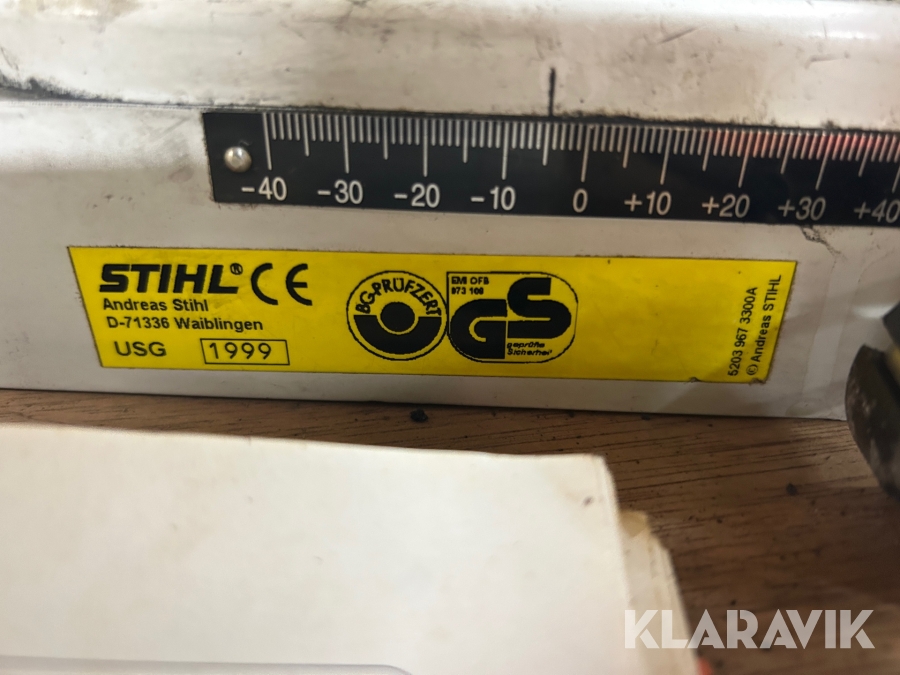 -40 -30 -20 -10 0 +10 +20 +30 +40
STIHL® CE
Andreas Stihl
D-71336 Waiblingen
USG 1999
BG-PRÜFZERT
EMI OFB
973 106
GS
geprüfte
Sicherheit
5203 967 3300A
© Andreas STIHL
KLARAVIK